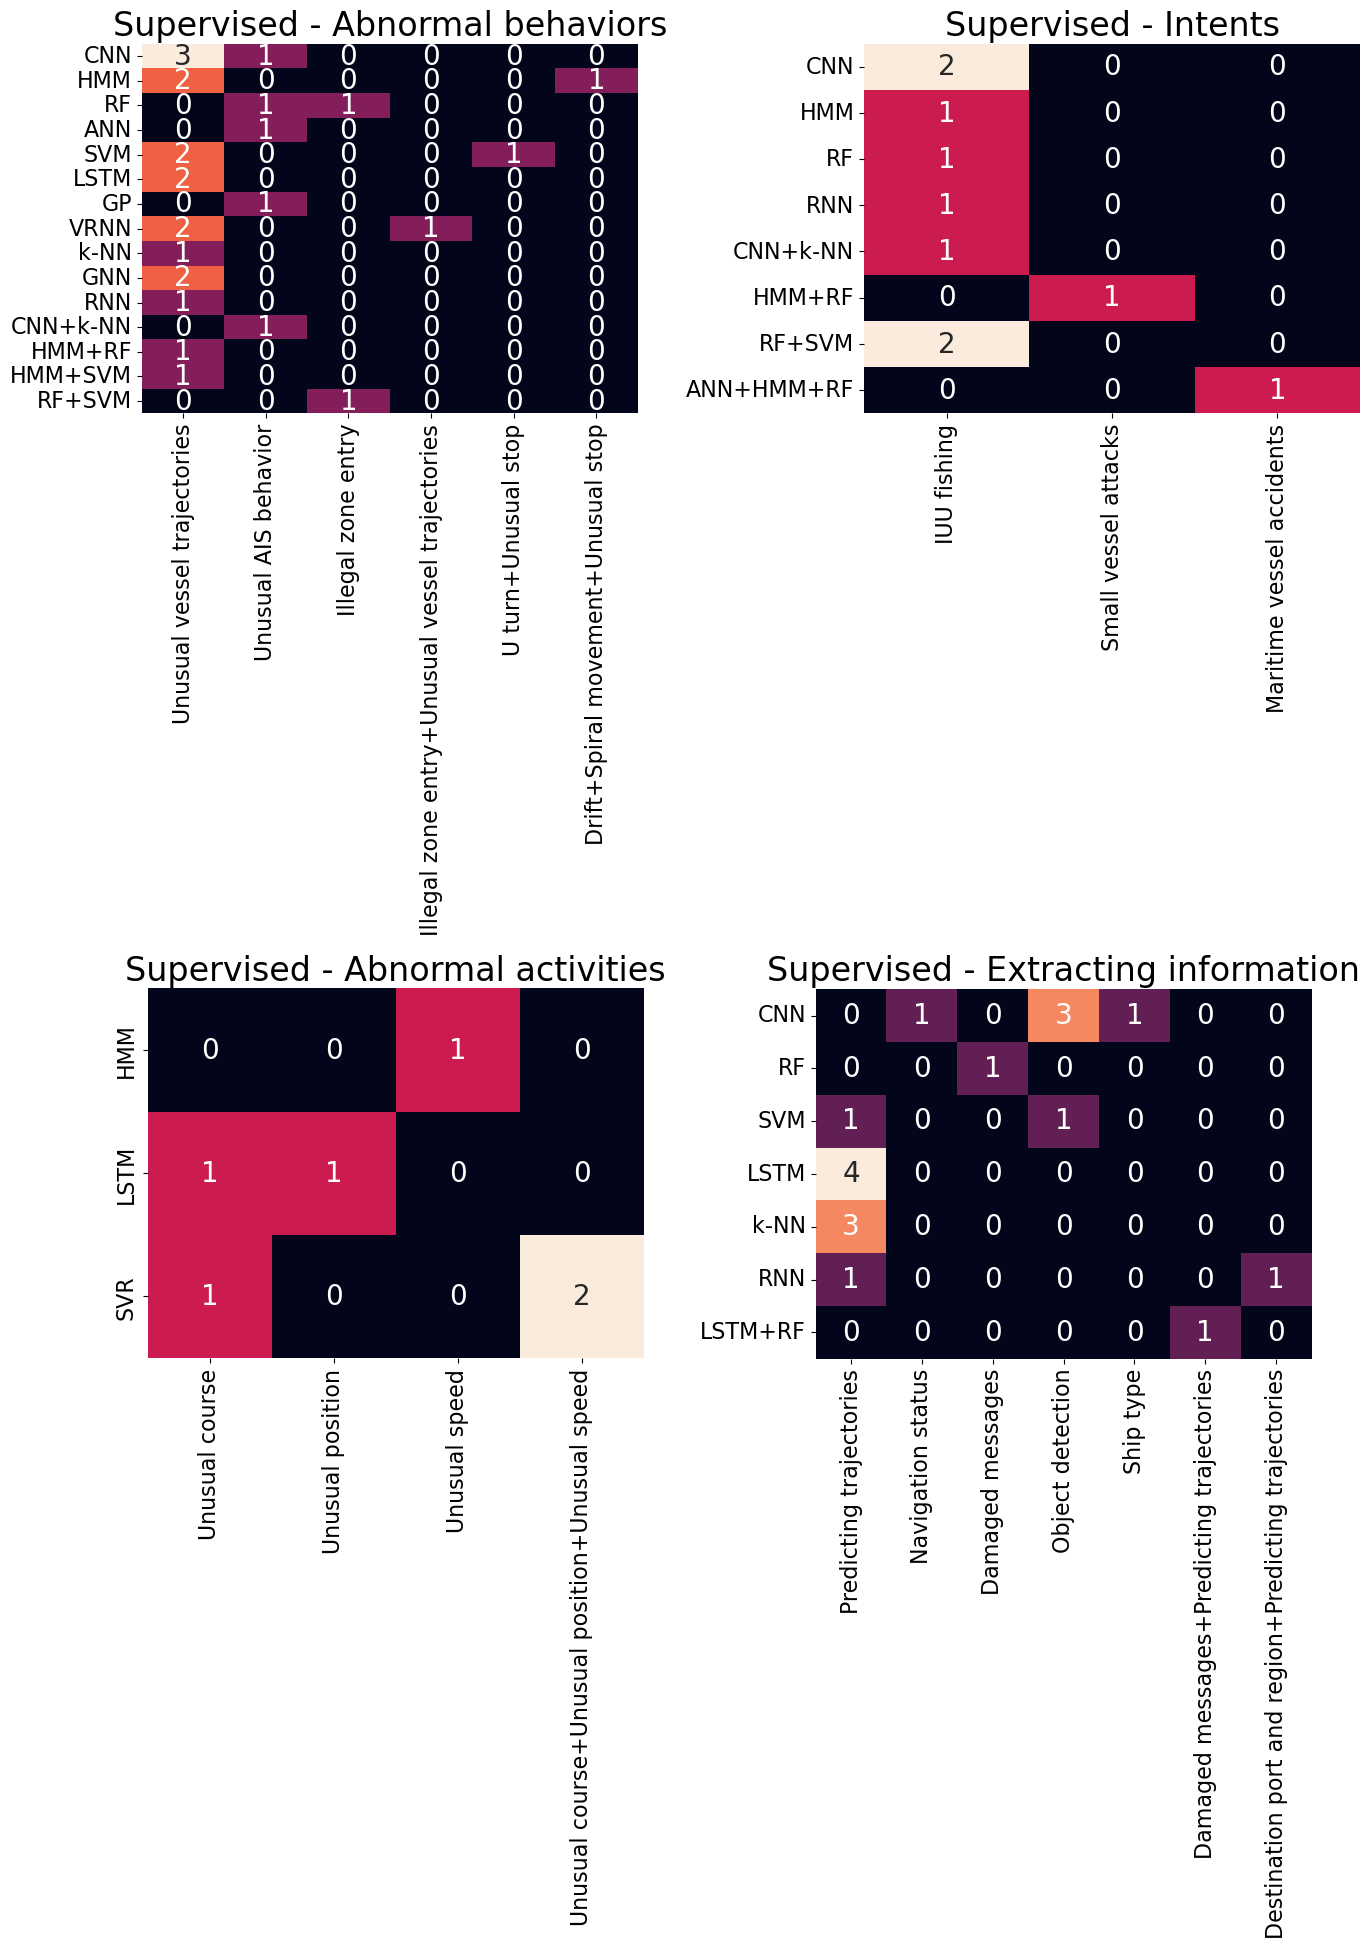 Supervised - Abnormal behaviors
CNN 3 1 0 0 0 0
HMM 2 0 0 0 0 1
RF 0 1 1 0 0 0
ANN 0 1 0 0 0 0
SVM 2 0 0 0 1 0
LSTM 2 0 0 0 0 0
GP 0 1 0 0 0 0
VRNN 2 0 0 1 0 0
k-NN 1 0 0 0 0 0
GNN 2 0 0 0 0 0
RNN 1 0 0 0 0 0
CNN+k-NN 0 1 0 0 0 0
HMM+RF 1 0 0 0 0 0
HMM+SVM 1 0 0 0 0 0
RF+SVM 0 0 1 0 0 0
Unusual vessel trajectories
Unusual AIS behavior
Illegal zone entry
Illegal zone entry+Unusual vessel trajectories
U turn+Unusual stop
Drift+Spiral movement+Unusual stop
Supervised - Intents
CNN 2 0 0
HMM 1 0 0
RF 1 0 0
RNN 1 0 0
CNN+k-NN 1 0 0
HMM+RF 0 1 0
RF+SVM 2 0 0
ANN+HMM+RF 0 0 1
IUU fishing
Small vessel attacks
Maritime vessel accidents
Supervised - Abnormal activities
HMM 0 0 1 0
LSTM 1 1 0 0
SVR 1 0 0 2
Unusual course
Unusual position
Unusual speed
Unusual course+Unusual position+Unusual speed
Supervised - Extracting information
CNN 0 1 0 3 1 0 0
RF 0 0 1 0 0 0 0
SVM 1 0 0 1 0 0 0
LSTM 4 0 0 0 0 0 0
k-NN 3 0 0 0 0 0 0
RNN 1 0 0 0 0 0 1
LSTM+RF 0 0 0 0 0 1 0
Predicting trajectories
Navigation status
Damaged messages
Object detection
Ship type
Damaged messages+Predicting trajectories
Destination port and region+Predicting trajectories